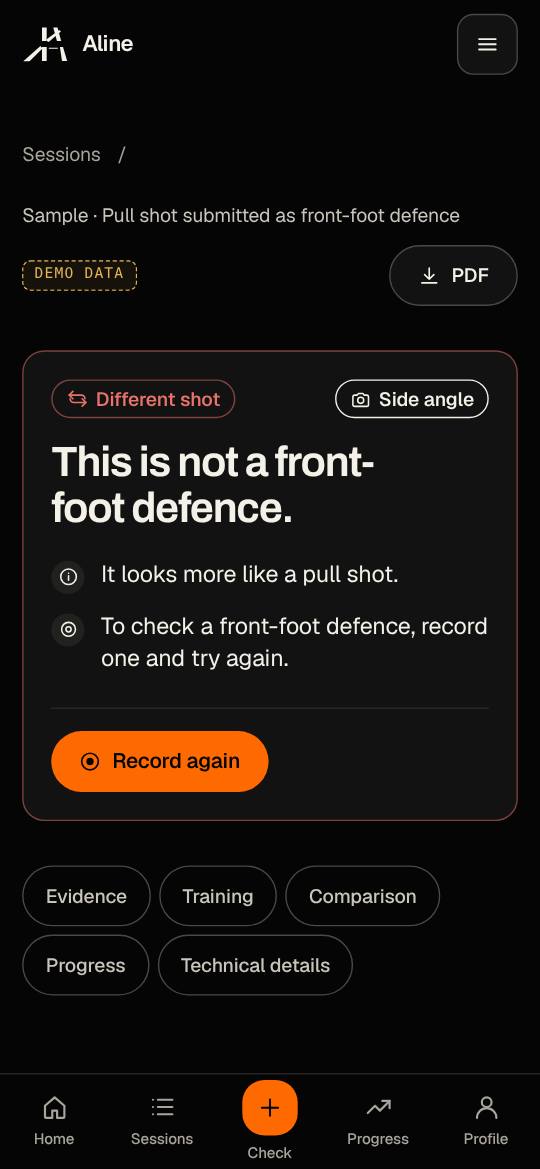 Aline
Sessions /
Sample · Pull shot submitted as front-foot defence
DEMO DATA
PDF
Different shot
Side angle
This is not a front-
foot defence.
It looks more like a pull shot.
To check a front-foot defence, record
one and try again.
Record again
Evidence
Training
Comparison
Progress
Technical details
Home
Sessions
Check
Progress
Profile